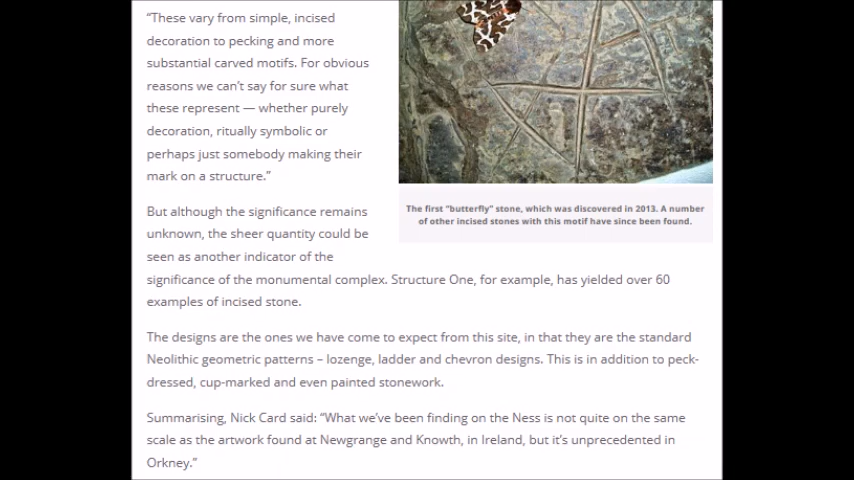 “These vary from simple, incised
decoration to pecking and more
substantial carved motifs. For obvious
reasons we can’t say for sure what
these represent — whether purely
decoration, ritually symbolic or
perhaps just somebody making their
mark on a structure.”
The first “butterfly” stone, which was discovered in 2013. A number
of other incised stones with this motif have since been found.
But although the significance remains
unknown, the sheer quantity could be
seen as another indicator of the
significance of the monumental complex. Structure One, for example, has yielded over 60
examples of incised stone.
The designs are the ones we have come to expect from this site, in that they are the standard
Neolithic geometric patterns – lozenge, ladder and chevron designs. This is in addition to peck-
dressed, cup-marked and even painted stonework.
Summarising, Nick Card said: “What we’ve been finding on the Ness is not quite on the same
scale as the artwork found at Newgrange and Knowth, in Ireland, but it’s unprecedented in
Orkney.”